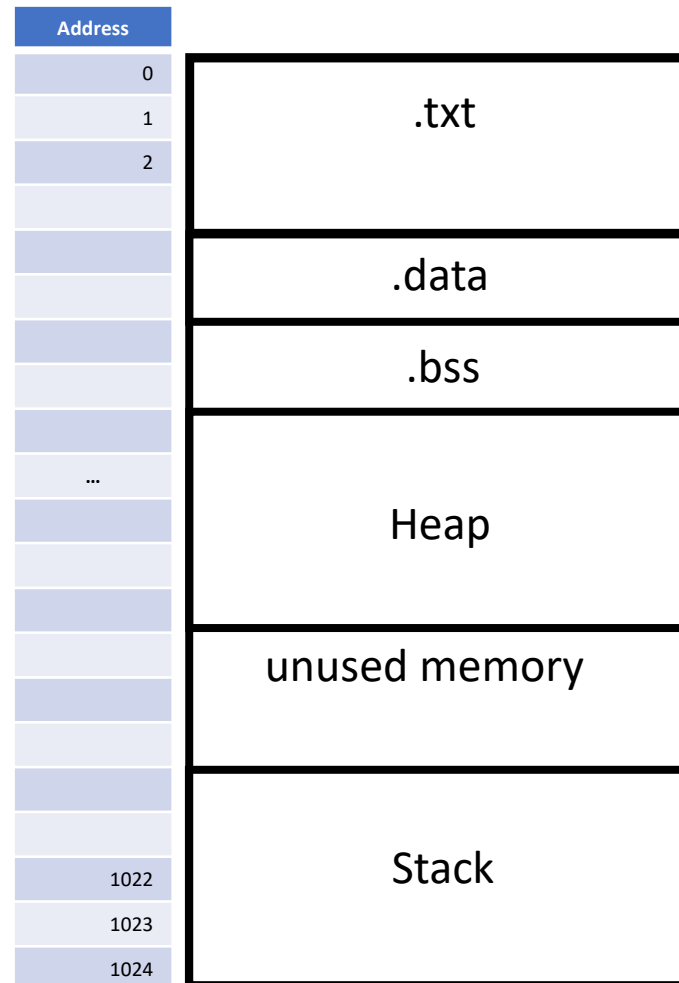 Address
0
1
.txt
2
.data
.bss
…
Heap
unused memory
Stack
1022
1023
1024